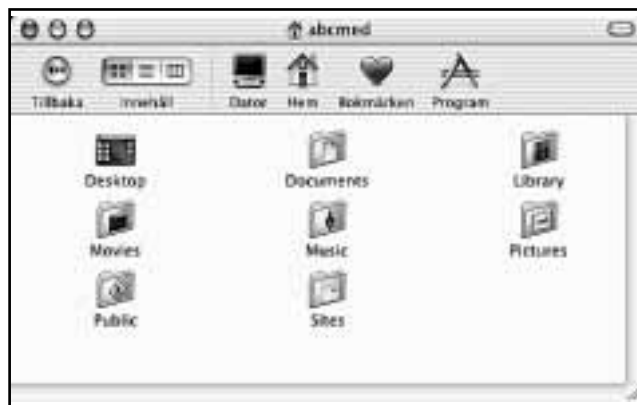 abcmed
Tillbaka Innehåll Dator Hem Bokmärken Program
Desktop Documents Library
Movies Music Pictures
Public Sites